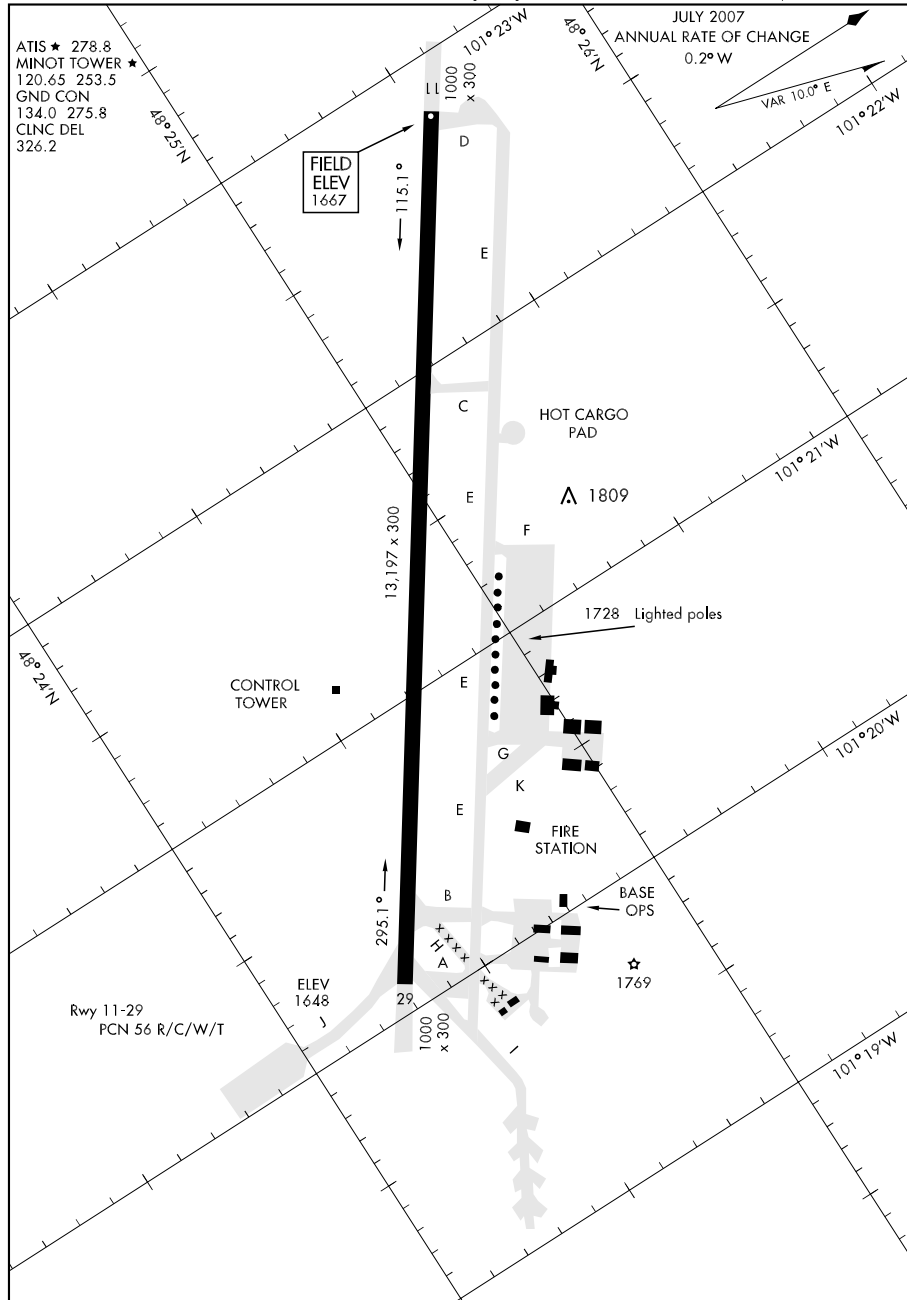 ATIS ★ 278.8
MINOT TOWER ★
120.65 253.5
GND CON
134.0 275.8
CLNC DEL
326.2
JULY 2007
ANNUAL RATE OF CHANGE
0.2° W
VAR 10.0° E
101° 23'W
48° 26'N
101° 22'W
48° 25'N
11
1000
x 300
D
FIELD
ELEV
1667
115.1°
E
C
HOT CARGO
PAD
101° 21'W
E
1809
F
13,197 x 300
1728 Lighted poles
48° 24'N
CONTROL
TOWER
E
G
101° 20'W
K
E
FIRE
STATION
295.1°
B
BASE
OPS
x x x x
H
A
x x x x
1769
ELEV
1648
29
J
Rwy 11-29
PCN 56 R/C/W/T
1000
x 300
I
101° 19'W